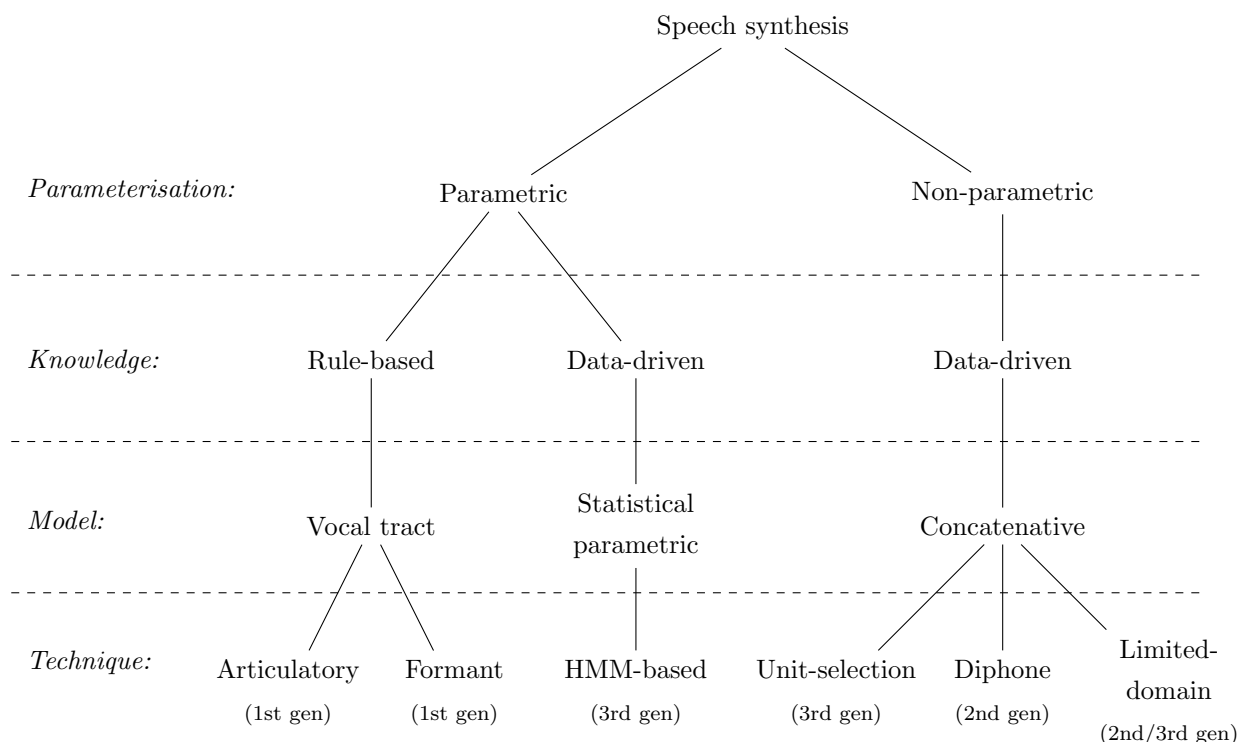 Speech synthesis
Parameterisation: Parametric Non-parametric
Knowledge: Rule-based Data-driven Data-driven
Model: Vocal tract Statistical parametric Concatenative
Technique: Articulatory Formant HMM-based Unit-selection Diphone Limited-domain
(1st gen) (1st gen) (3rd gen) (3rd gen) (2nd gen) (2nd/3rd gen)